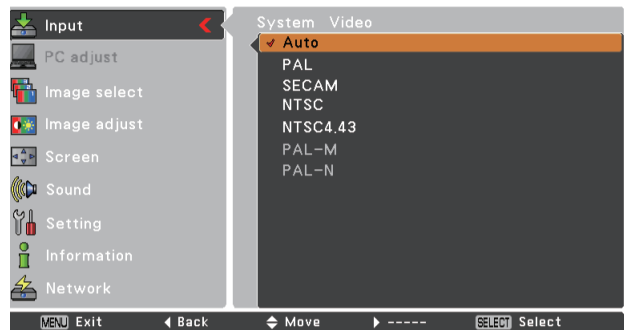 Input
PC adjust
Image select
Image adjust
Screen
Sound
Setting
Information
Network
System Video
Auto
PAL
SECAM
NTSC
NTSC4.43
PAL-M
PAL-N
MENU Exit Back Move ----- SELECT Select